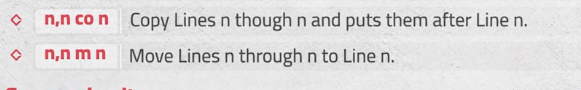 n,n co n Copy Lines n though n and puts them after Line n.
n,n m n Move Lines n through n to Line n.